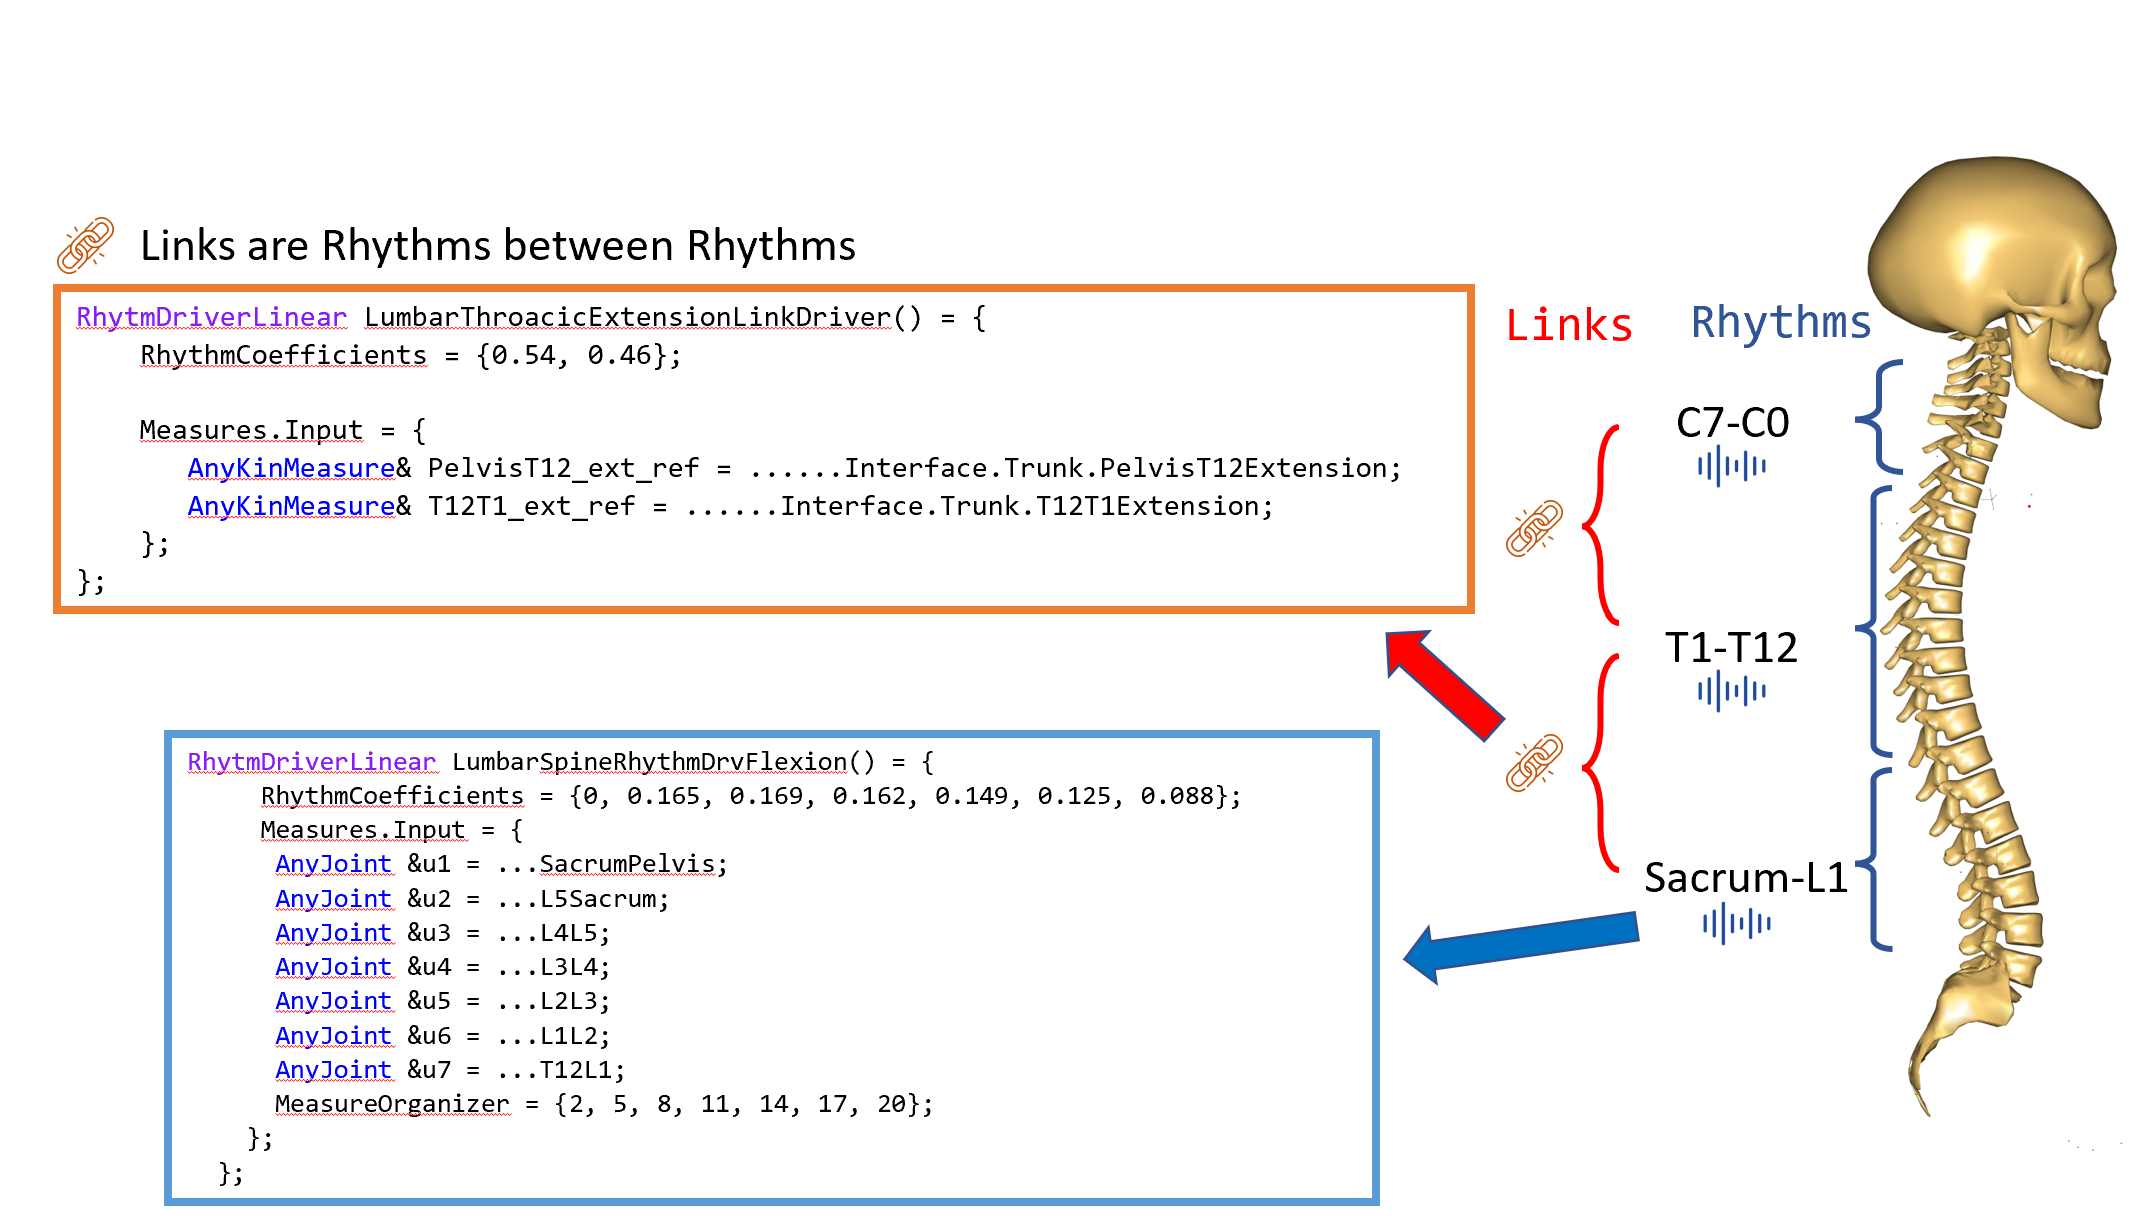 Links are Rhythms between Rhythms
RhytmDriverLinear LumbarThroacicExtensionLinkDriver() = {
RhythmCoefficients = {0.54, 0.46};
Measures.Input = {
AnyKinMeasure& PelvisT12_ext_ref = ......Interface.Trunk.PelvisT12Extension;
AnyKinMeasure& T12T1_ext_ref = ......Interface.Trunk.T12T1Extension;
};
};
RhytmDriverLinear LumbarSpineRhythmDrvFlexion() = {
RhythmCoefficients = {0, 0.165, 0.169, 0.162, 0.149, 0.125, 0.088};
Measures.Input = {
AnyJoint &u1 = ...SacrumPelvis;
AnyJoint &u2 = ...L5Sacrum;
AnyJoint &u3 = ...L4L5;
AnyJoint &u4 = ...L3L4;
AnyJoint &u5 = ...L2L3;
AnyJoint &u6 = ...L1L2;
AnyJoint &u7 = ...T12L1;
MeasureOrganizer = {2, 5, 8, 11, 14, 17, 20};
};
};
Links Rhythms
C7-C0
T1-T12
Sacrum-L1